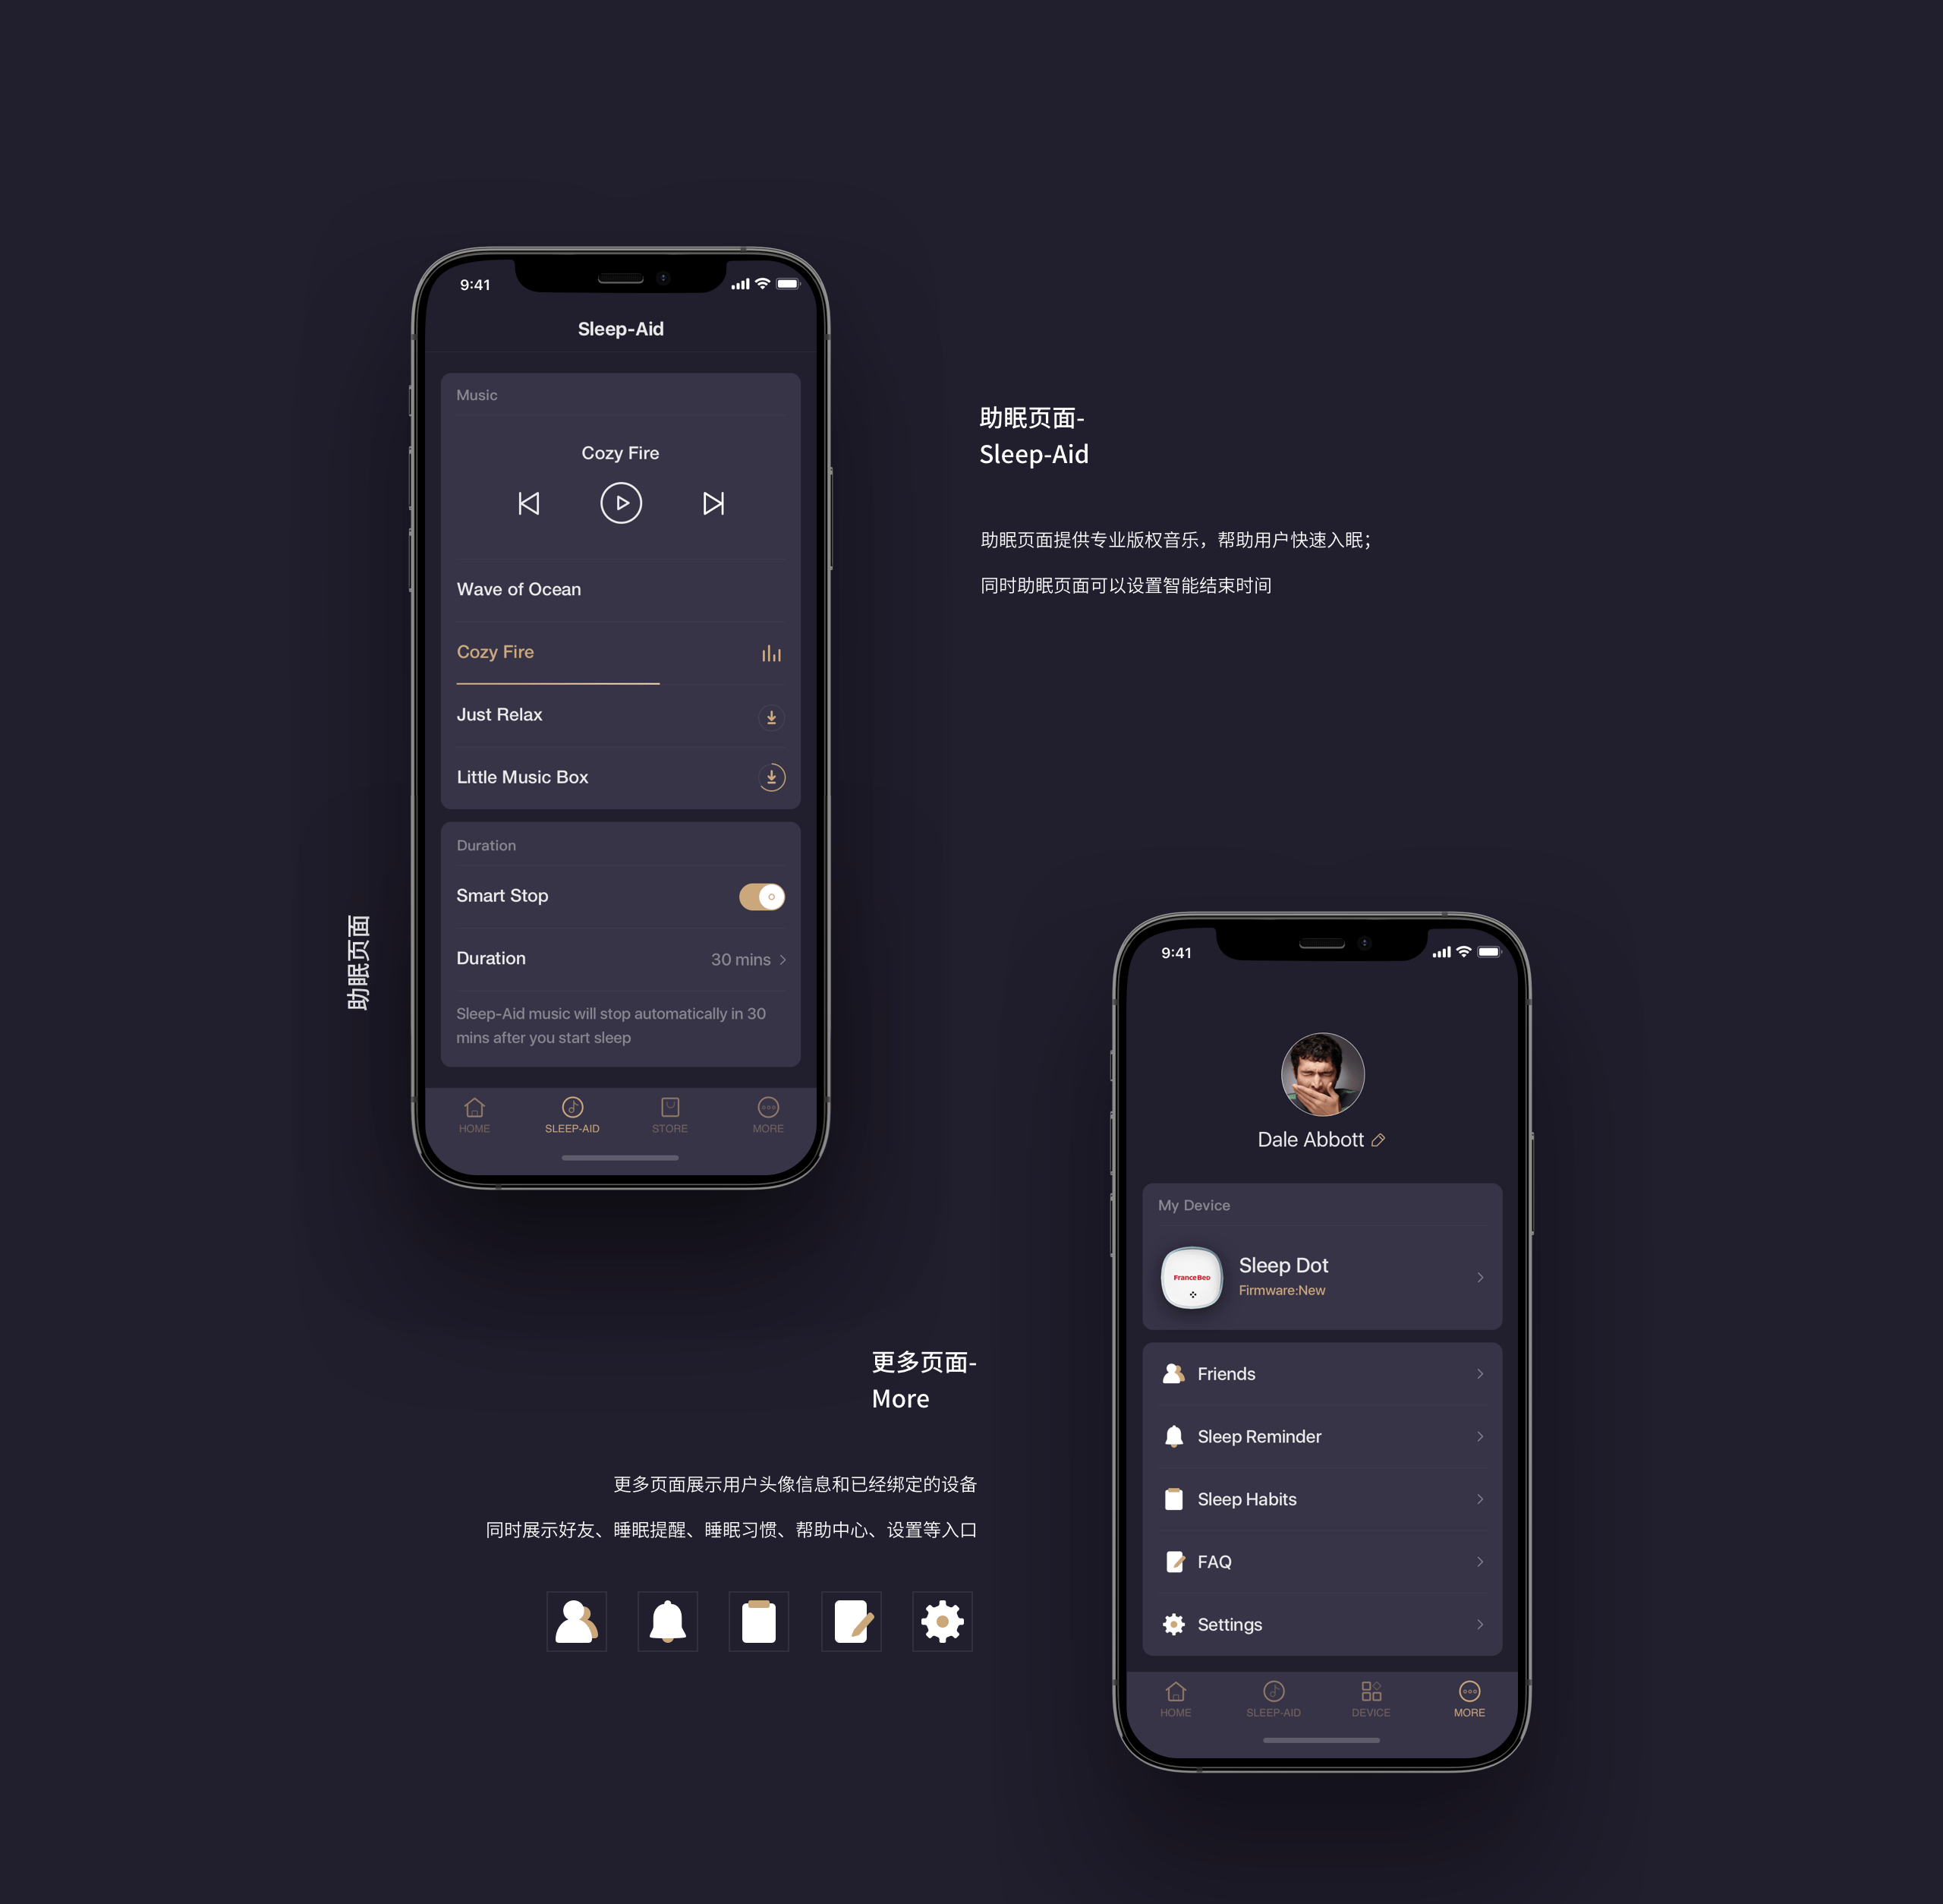 9:41
Sleep-Aid
Music
Cozy Fire
Wave of Ocean
Cozy Fire
Just Relax
Little Music Box
Duration
Smart Stop
Duration
30 mins
Sleep-Aid music will stop automatically in 30
mins after you start sleep
HOME
SLEEP-AID
STORE
MORE
助眠页面
助眠页面-
Sleep-Aid
助眠页面提供专业版权音乐，帮助用户快速入眠；
同时助眠页面可以设置智能结束时间
更多页面-
More
更多页面展示用户头像信息和已经绑定的设备
同时展示好友、睡眠提醒、睡眠习惯、帮助中心、设置等入口
9:41
Dale Abbott
My Device
FranceBeD
Sleep Dot
Firmware:New
Friends
Sleep Reminder
Sleep Habits
FAQ
Settings
HOME
SLEEP-AID
DEVICE
MORE